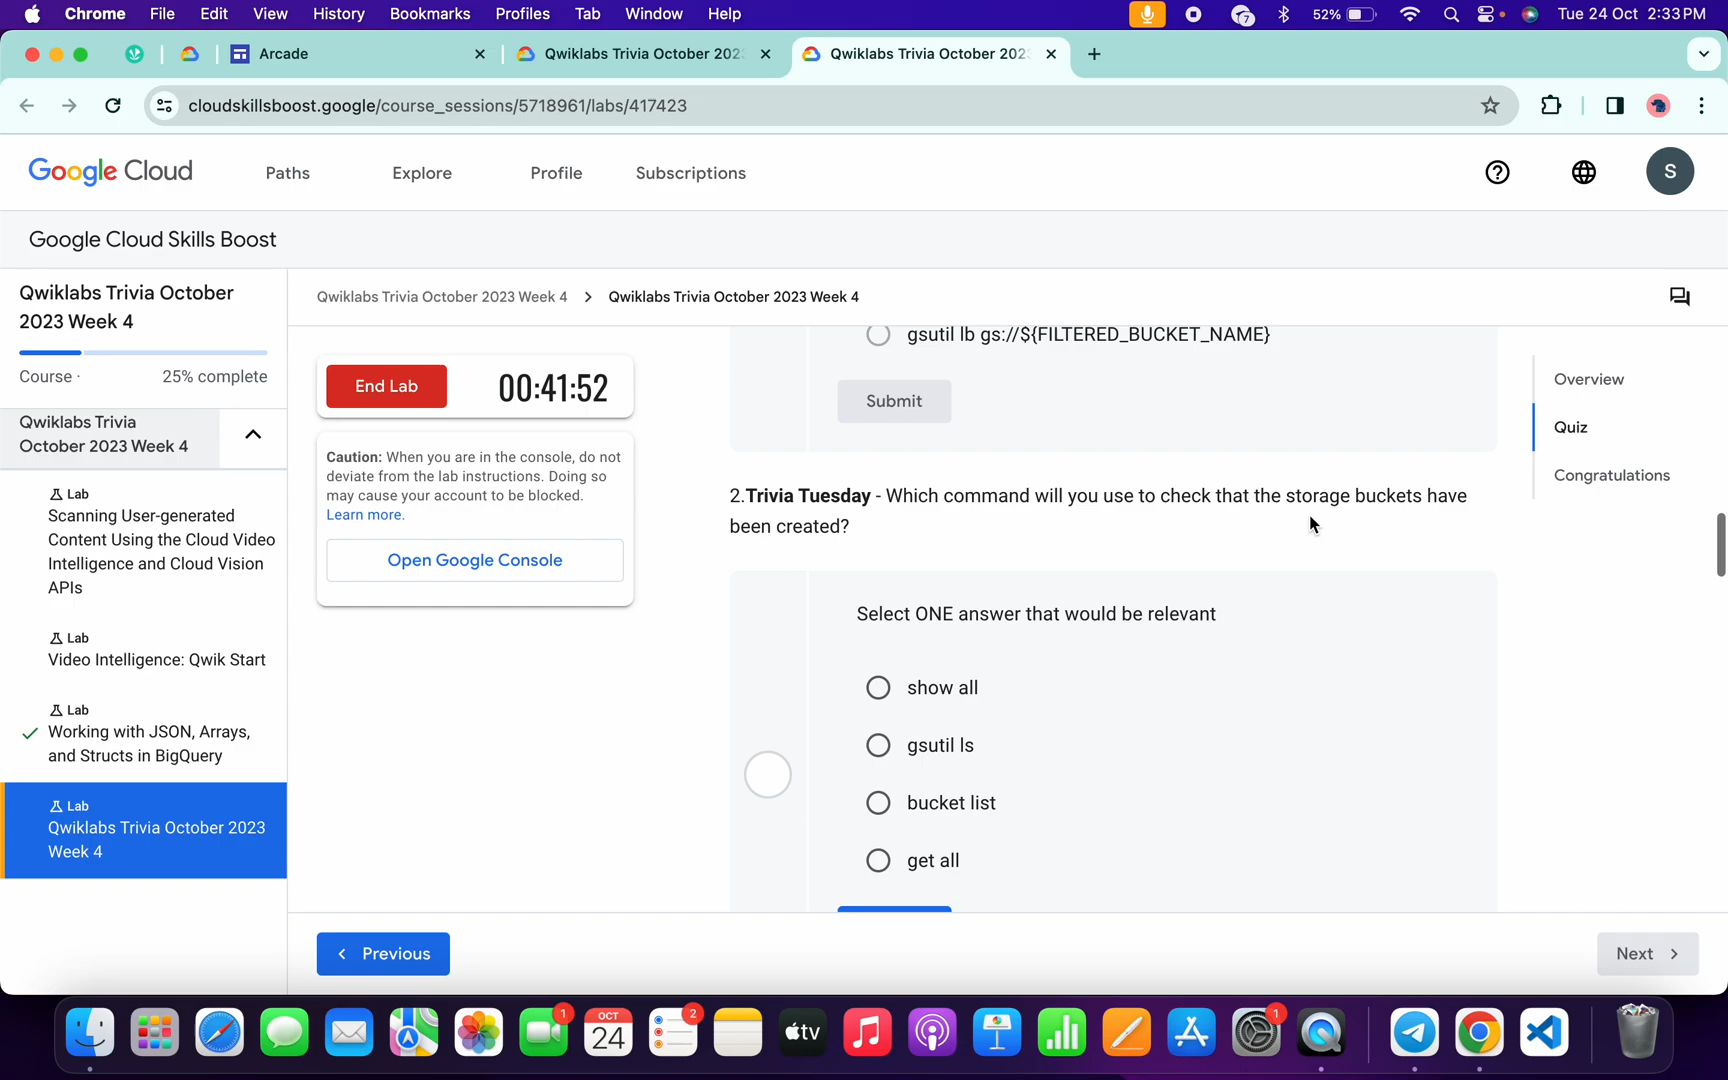 Chrome File Edit View History Bookmarks Profiles Tab Window Help 7 52% Tue 24 Oct 2:33 PM
Arcade Qwiklabs Trivia October 202 Qwiklabs Trivia October 202
cloudskillsboost.google/course_sessions/5718961/labs/417423
Google Cloud Paths Explore Profile Subscriptions S
Google Cloud Skills Boost
Qwiklabs Trivia October
2023 Week 4
Course · 25% complete
Qwiklabs Trivia
October 2023 Week 4
Lab
Scanning User-generated
Content Using the Cloud Video
Intelligence and Cloud Vision
APIs
Lab
Video Intelligence: Qwik Start
Lab
Working with JSON, Arrays,
and Structs in BigQuery
Lab
Qwiklabs Trivia October 2023
Week 4
Qwiklabs Trivia October 2023 Week 4 > Qwiklabs Trivia October 2023 Week 4
End Lab 00:41:52
Caution: When you are in the console, do not
deviate from the lab instructions. Doing so
may cause your account to be blocked.
Learn more.
Open Google Console
gsutil lb gs://${FILTERED_BUCKET_NAME}
Submit
2.Trivia Tuesday - Which command will you use to check that the storage buckets have
been created?
Select ONE answer that would be relevant
show all
gsutil ls
bucket list
get all
Overview
Quiz
Congratulations
Previous Next
1 OCT 24 2 tv 1